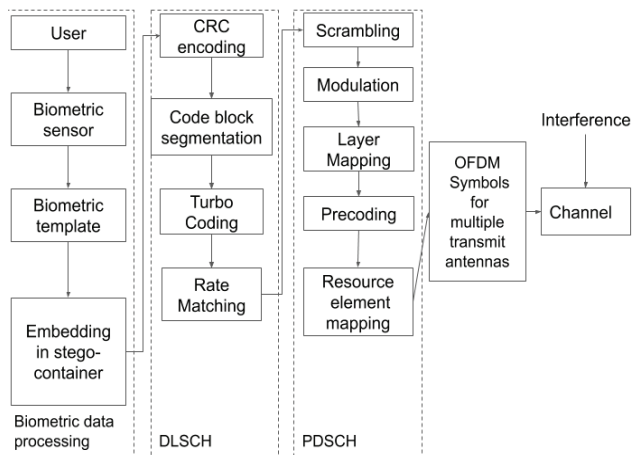 User
Biometric
sensor
Biometric
template
Embedding
in stego-
container
Biometric data
processing
CRC
encoding
Code block
segmentation
Turbo
Coding
Rate
Matching
DLSCH
Scrambling
Modulation
Layer
Mapping
Precoding
Resource
element
mapping
PDSCH
OFDM
Symbols
for
multiple
transmit
antennas
Interference
Channel